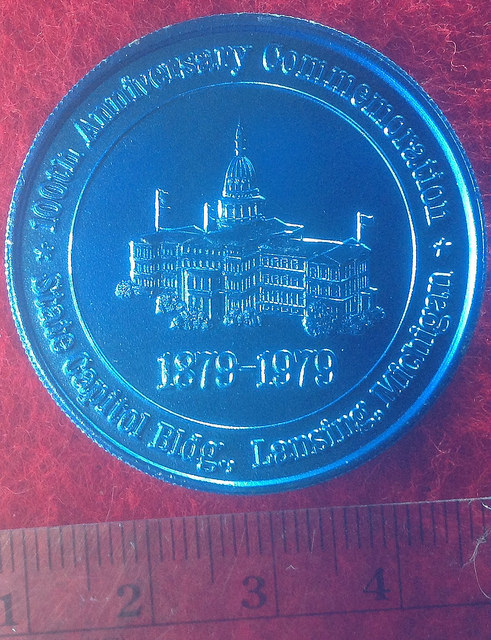 100th Anniversary Commemoration
1879-1979
State Capitol Bldg., Lansing, Michigan
1 2 3 4